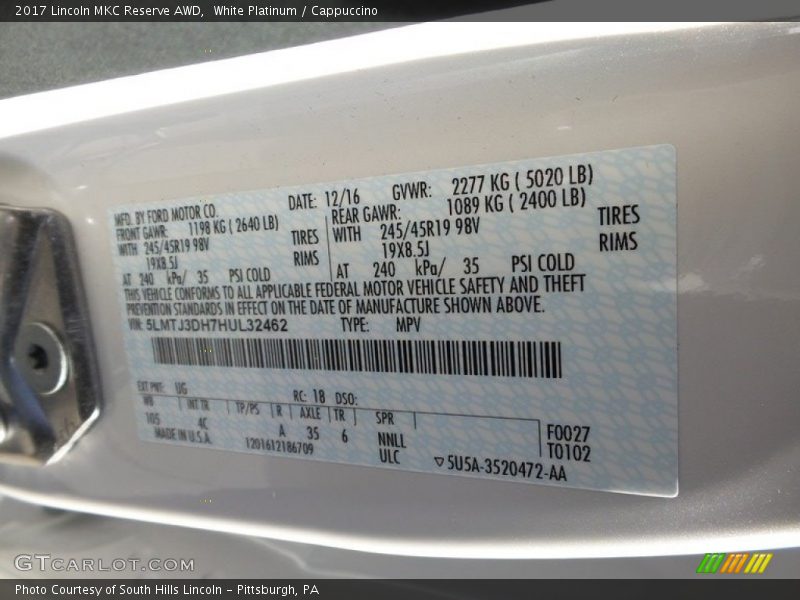 2017 Lincoln MKC Reserve AWD, White Platinum / Cappuccino
MFD. BY FORD MOTOR CO. DATE: 12/16 GVWR: 2277 KG ( 5020 LB)
FRONT GAWR: 1198 KG ( 2640 LB) REAR GAWR: 1089 KG ( 2400 LB)
WITH 245/45R19 98V TIRES WITH 245/45R19 98V TIRES
19X8.5J RIMS 19X8.5J RIMS
AT 240 kPa/ 35 PSI COLD AT 240 kPa/ 35 PSI COLD
THIS VEHICLE CONFORMS TO ALL APPLICABLE FEDERAL MOTOR VEHICLE SAFETY AND THEFT
PREVENTION STANDARDS IN EFFECT ON THE DATE OF MANUFACTURE SHOWN ABOVE.
VIN: 5LMTJ3DH7HUL32462 TYPE: MPV
EXT PNT: UG RC: 18 DSO:
WB INT TR TP/PS R AXLE TR SPR
105 4C A 35 6 NNLL F0027
MADE IN U.S.A. 1201612186709 ULC T0102
▽5U5A-3520472-AA
GTCARLOT.COM
Photo Courtesy of South Hills Lincoln - Pittsburgh, PA